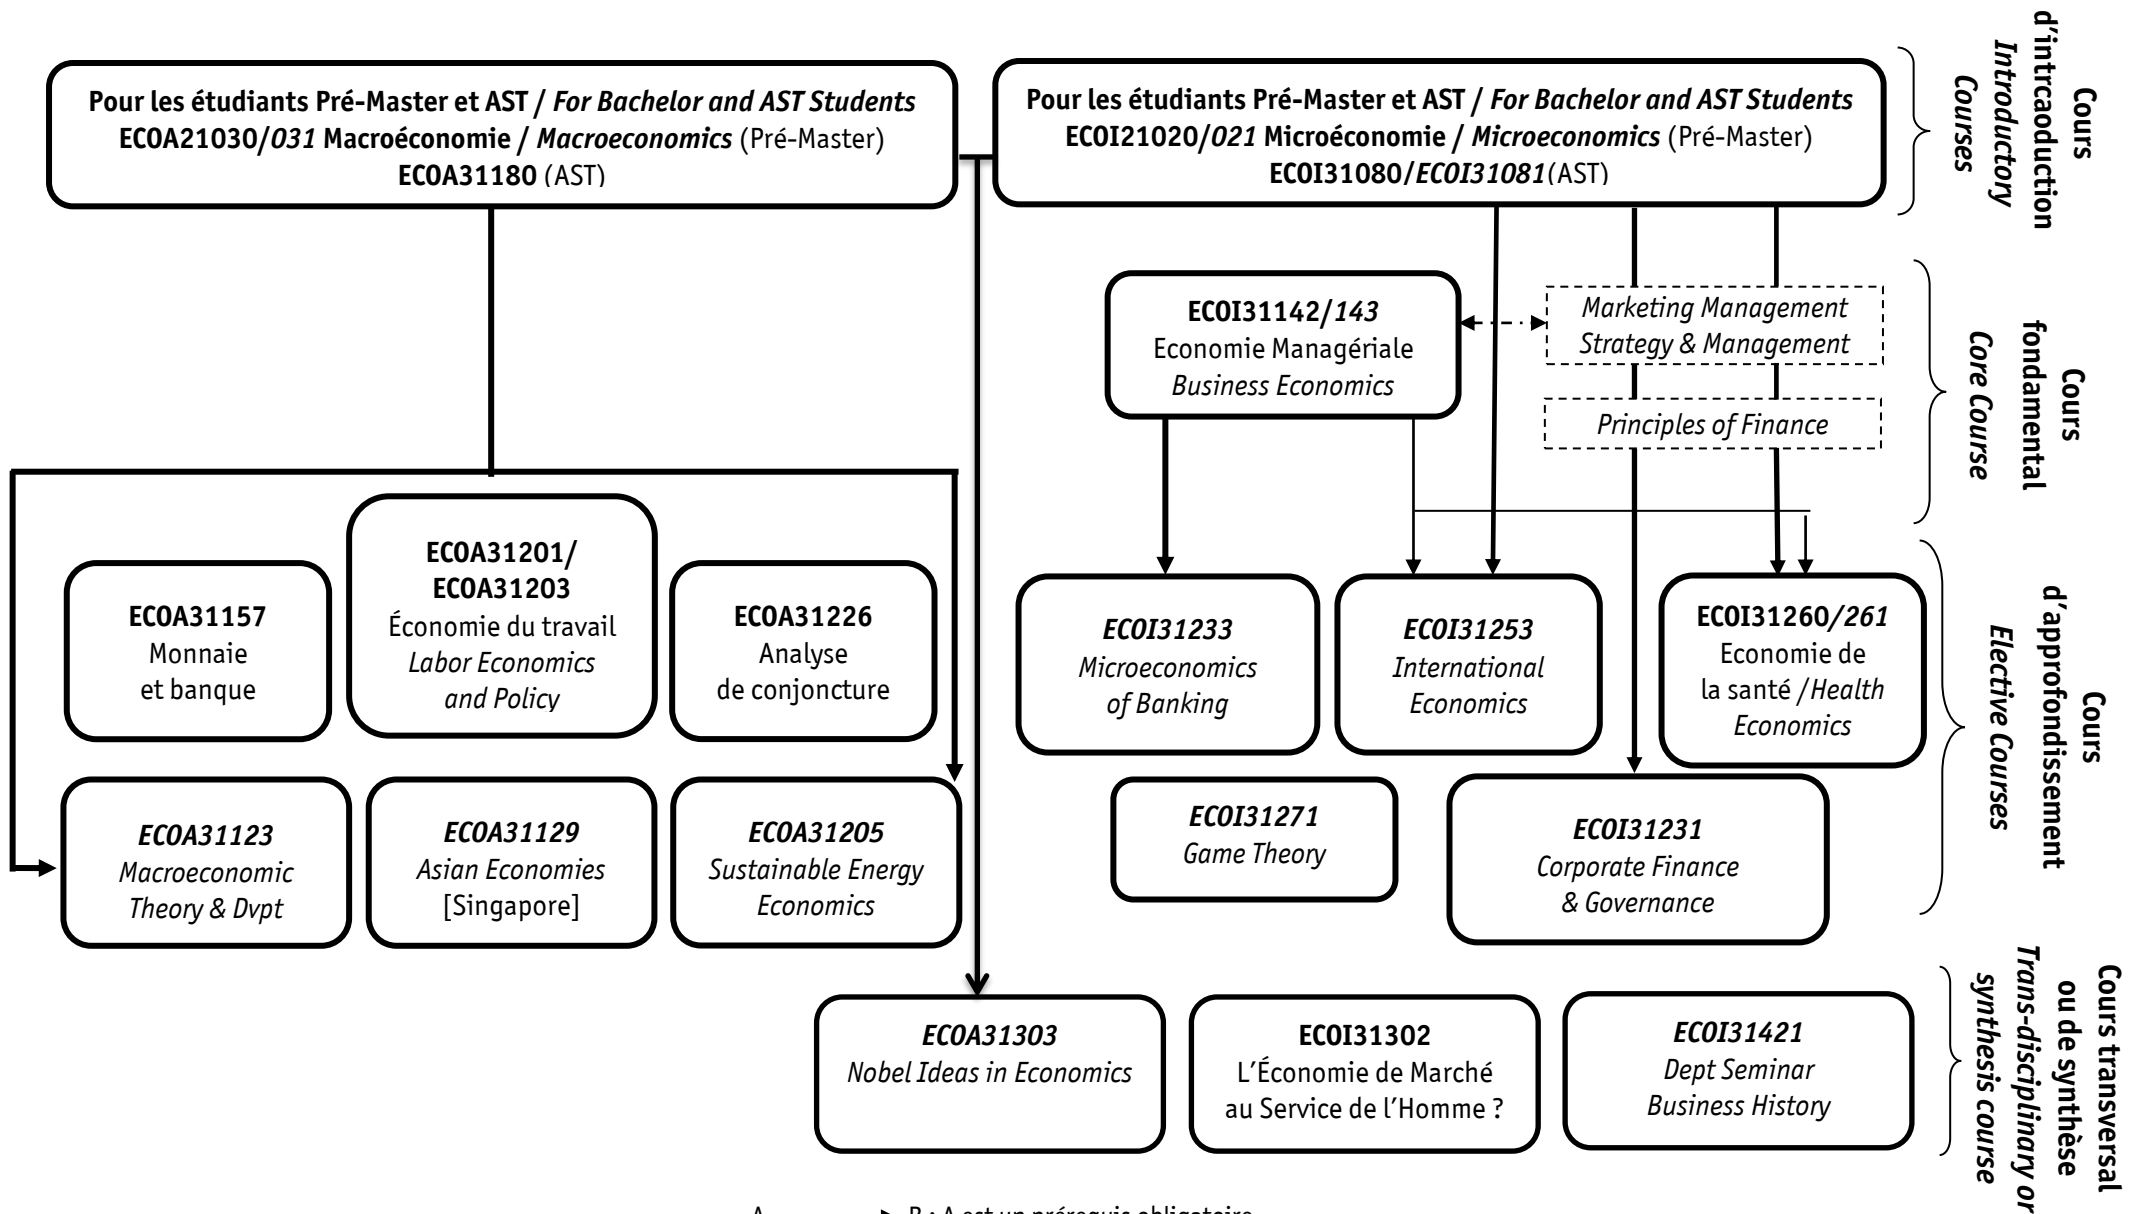 Pour les étudiants Pré-Master et AST / For Bachelor and AST Students
ECOA21030/031 Macroéconomie / Macroeconomics (Pré-Master)
ECOA31180 (AST)
Pour les étudiants Pré-Master et AST / For Bachelor and AST Students
ECOI21020/021 Microéconomie / Microeconomics (Pré-Master)
ECOI31080/ECOI31081(AST)
Cours
d'intrcaoduction
Introductory
Courses
ECOI31142/143
Economie Managériale
Business Economics
Marketing Management
Strategy & Management
Principles of Finance
Cours
fondamental
Core Course
ECOA31157
Monnaie
et banque
ECOA31201/
ECOA31203
Économie du travail
Labor Economics
and Policy
ECOA31226
Analyse
de conjoncture
ECOI31233
Microeconomics
of Banking
ECOI31253
International
Economics
ECOI31260/261
Economie de
la santé /Health
Economics
ECOA31123
Macroeconomic
Theory & Dvpt
ECOA31129
Asian Economies
[Singapore]
ECOA31205
Sustainable Energy
Economics
ECOI31271
Game Theory
ECOI31231
Corporate Finance
& Governance
Cours
d'approfondissement
Elective Courses
ECOA31303
Nobel Ideas in Economics
ECOI31302
L'Économie de Marché
au Service de l'Homme ?
ECOI31421
Dept Seminar
Business History
Cours transversal
ou de synthèse
Trans-disciplinary or
synthesis course
A B : A est un prérequis obligatoire